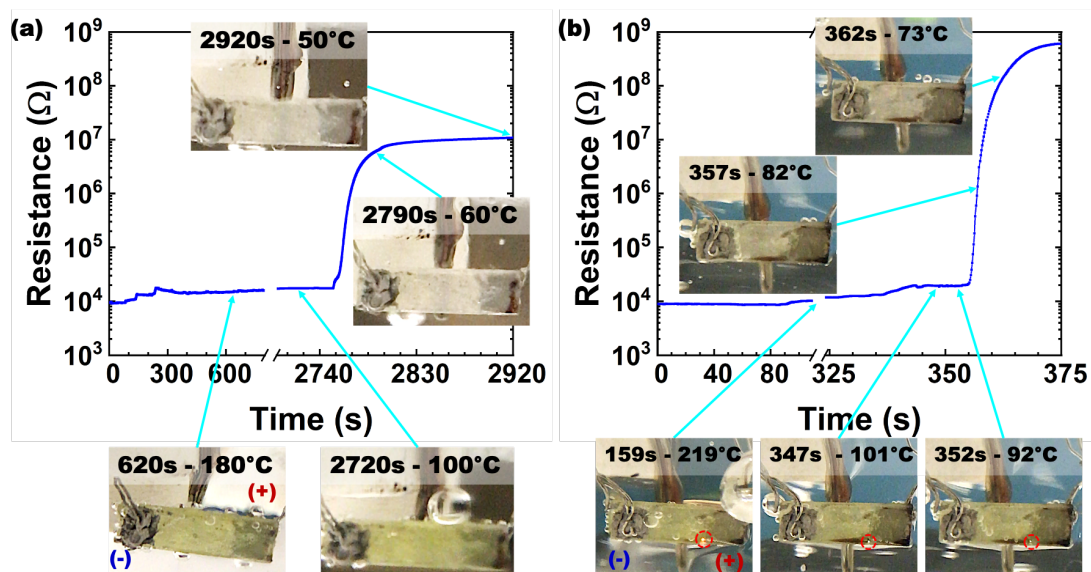 (a)
Resistance (Ω)
10⁹
10⁸
10⁷
10⁶
10⁵
10⁴
10³
2920s - 50°C
2790s - 60°C
0 300 600 2740 2830 2920
Time (s)
620s - 180°C
(+)
(-)
2720s - 100°C
(b)
Resistance (Ω)
10⁹
10⁸
10⁷
10⁶
10⁵
10⁴
10³
362s - 73°C
357s - 82°C
0 40 80 325 350 375
Time (s)
159s - 219°C
(-)
(+)
347s - 101°C
352s - 92°C